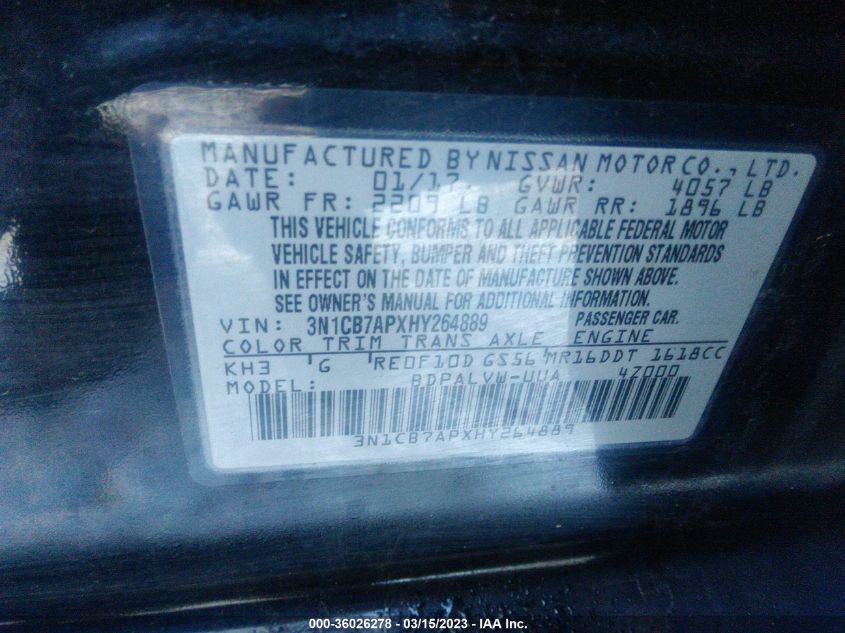 MANUFACTURED BY NISSAN MOTOR CO., LTD.
DATE: 01/17 GVWR: 4057 LB
GAWR FR: 2209 LB GAWR RR: 1896 LB
THIS VEHICLE CONFORMS TO ALL APPLICABLE FEDERAL MOTOR
VEHICLE SAFETY, BUMPER AND THEFT PREVENTION STANDARDS
IN EFFECT ON THE DATE OF MANUFACTURE SHOWN ABOVE.
SEE OWNER'S MANUAL FOR ADDITIONAL INFORMATION.
VIN: 3N1CB7APXHY264889 PASSENGER CAR.
COLOR TRIM TRANS AXLE ENGINE
KH3 G RE0F10D GS56 MR16DDT 1618CC
MODEL: BDPALVW-UUA 42000
3N1CB7APXHY264889
000-36026278 - 03/15/2023 - IAA Inc.